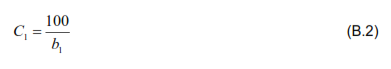 C₁ = 100 / b₁ (B.2)